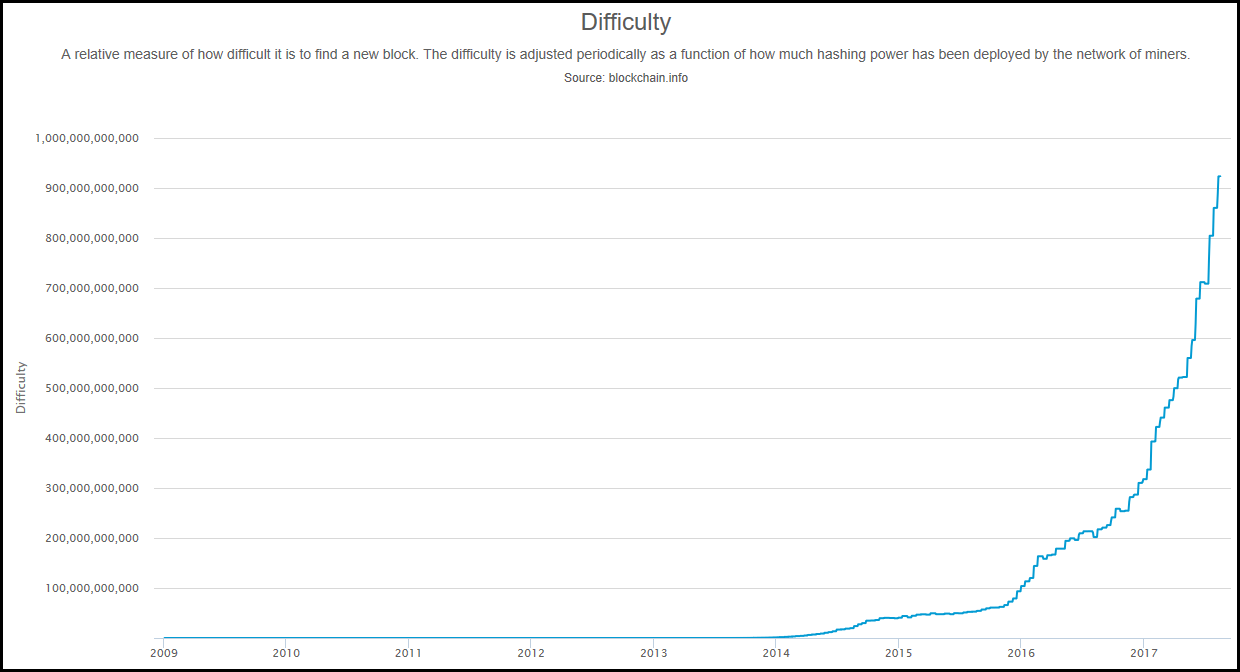 Difficulty
A relative measure of how difficult it is to find a new block. The difficulty is adjusted periodically as a function of how much hashing power has been deployed by the network of miners.
Source: blockchain.info
1,000,000,000,000
900,000,000,000
800,000,000,000
700,000,000,000
600,000,000,000
500,000,000,000
400,000,000,000
300,000,000,000
200,000,000,000
100,000,000,000
Difficulty
2009 2010 2011 2012 2013 2014 2015 2016 2017